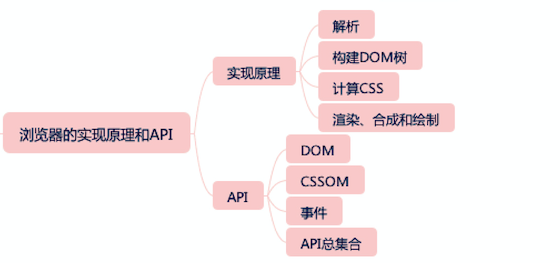 浏览器的实现原理和API
实现原理
解析
构建DOM树
计算CSS
渲染、合成和绘制
API
DOM
CSSOM
事件
API总集合